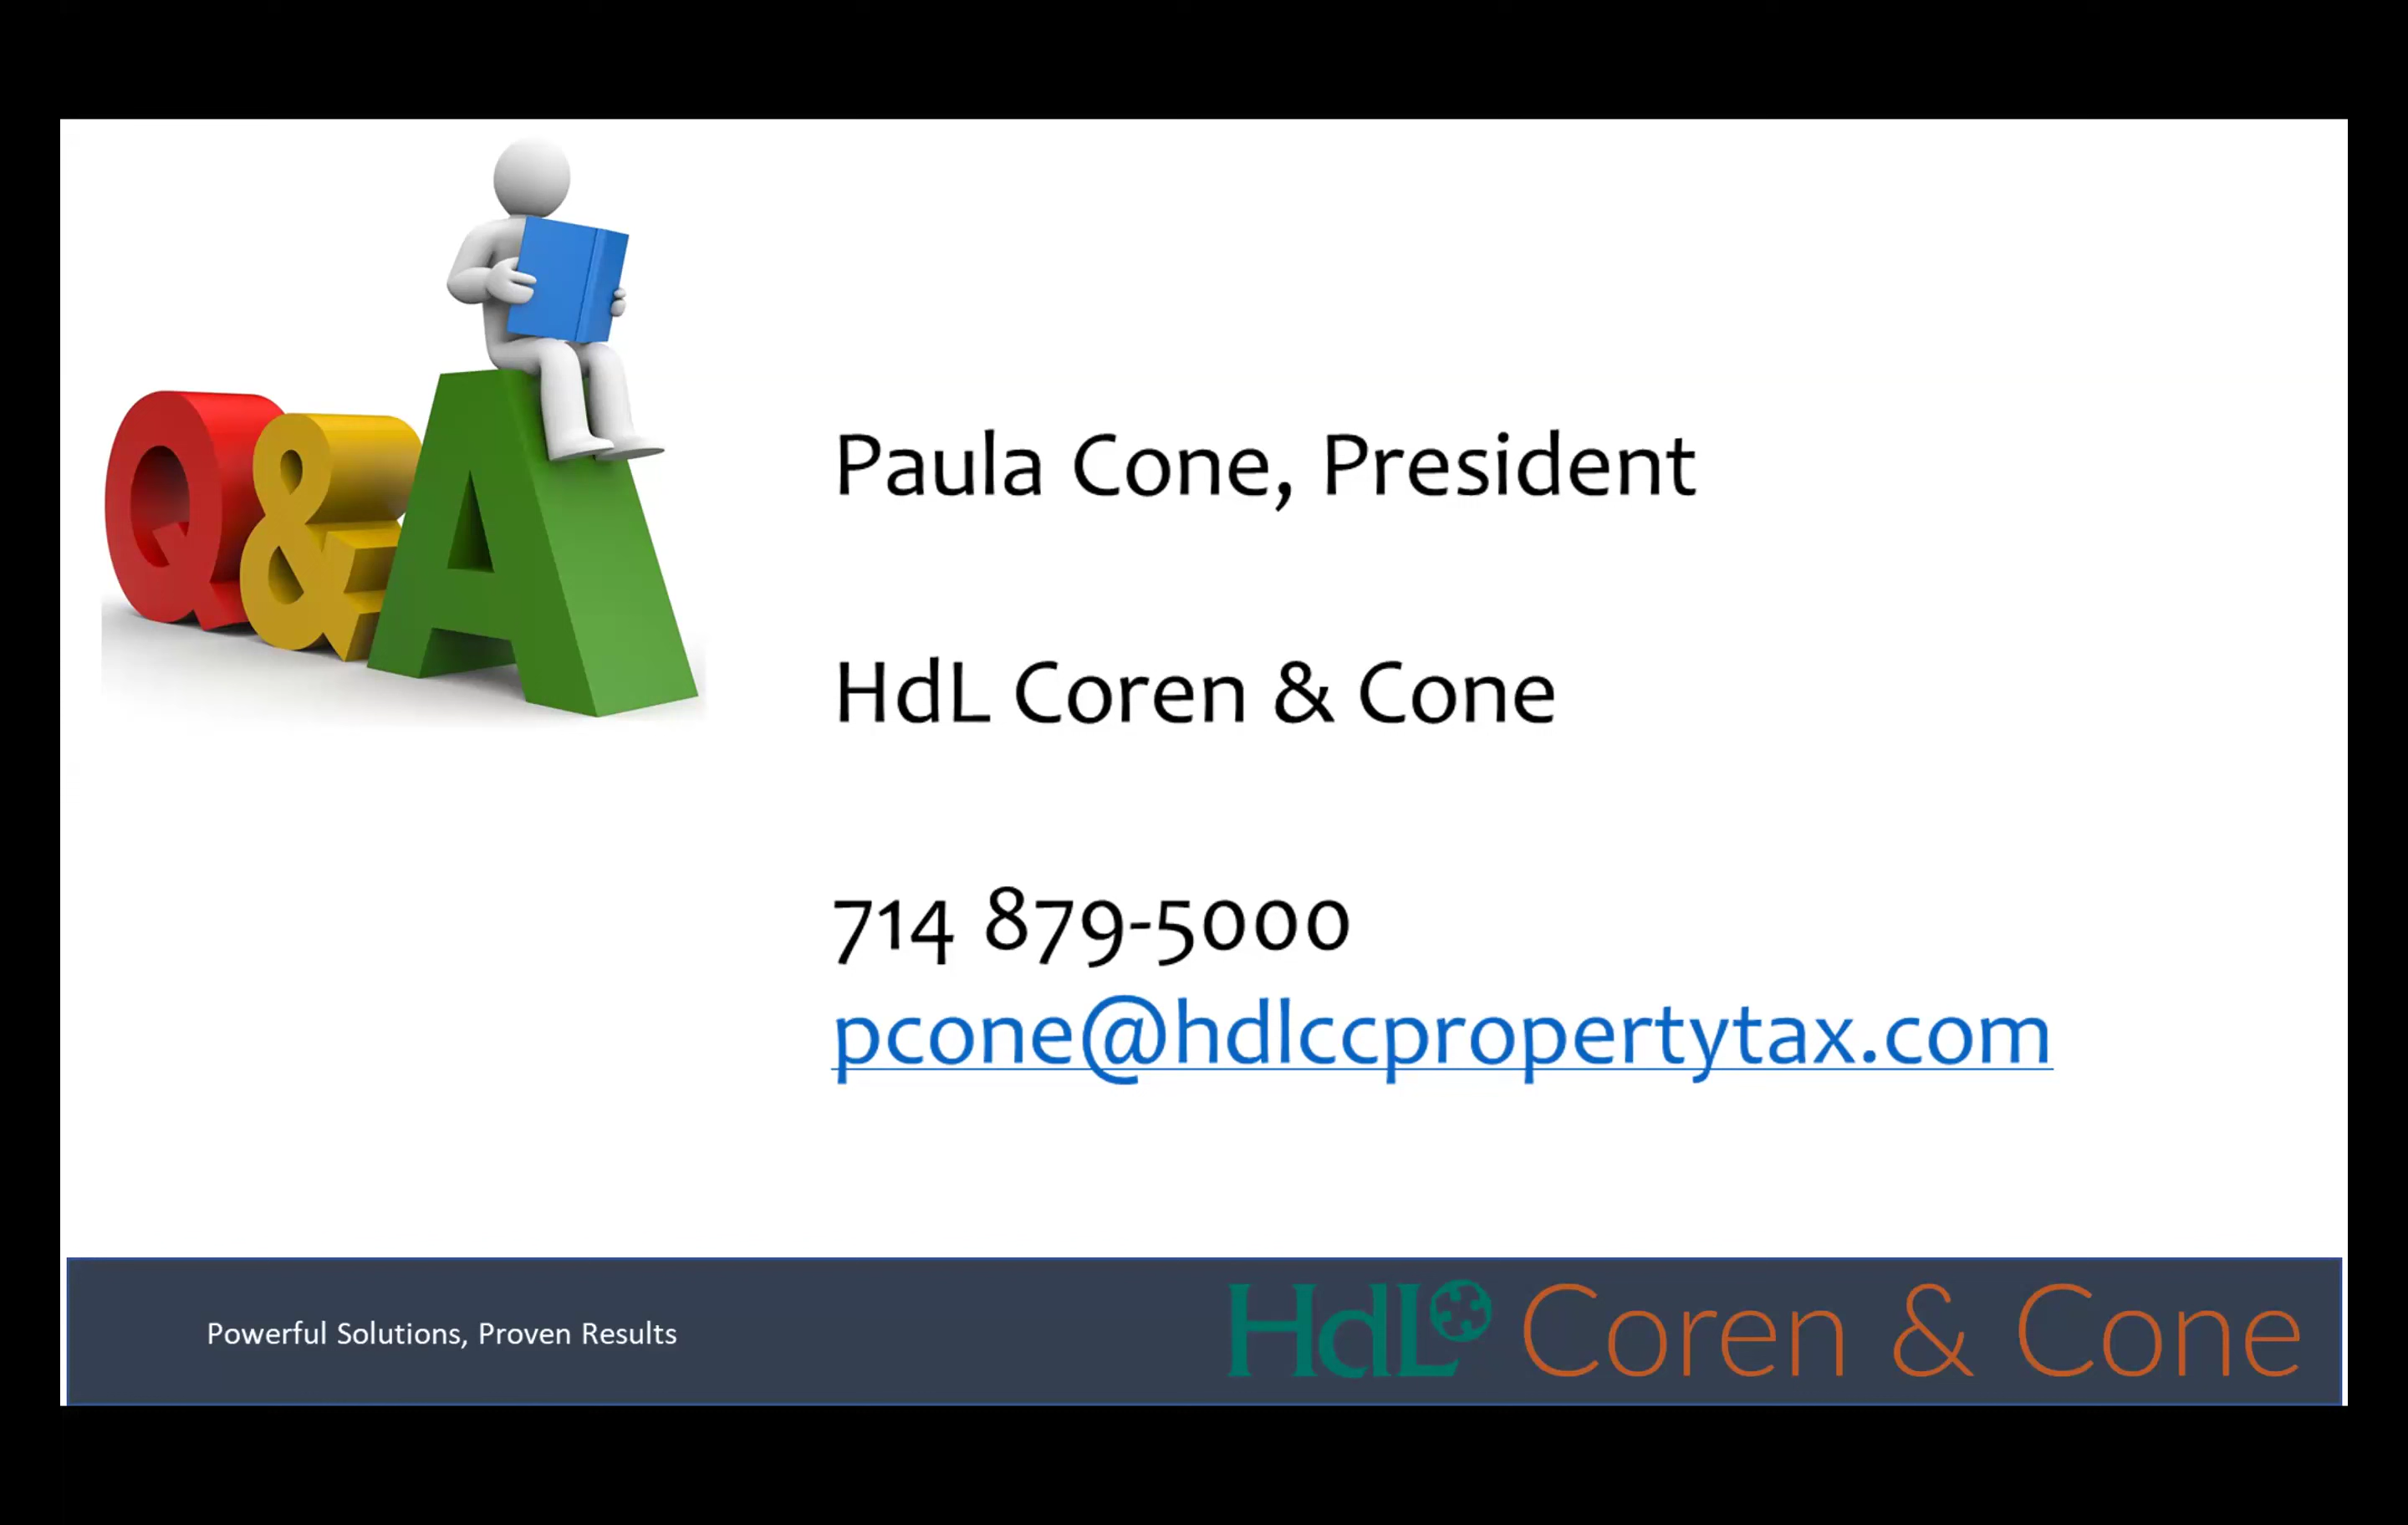 Q&A
Paula Cone, President
HdL Coren & Cone
714 879-5000
pcone@hdlccpropertytax.com
Powerful Solutions, Proven Results
HdL Coren & Cone